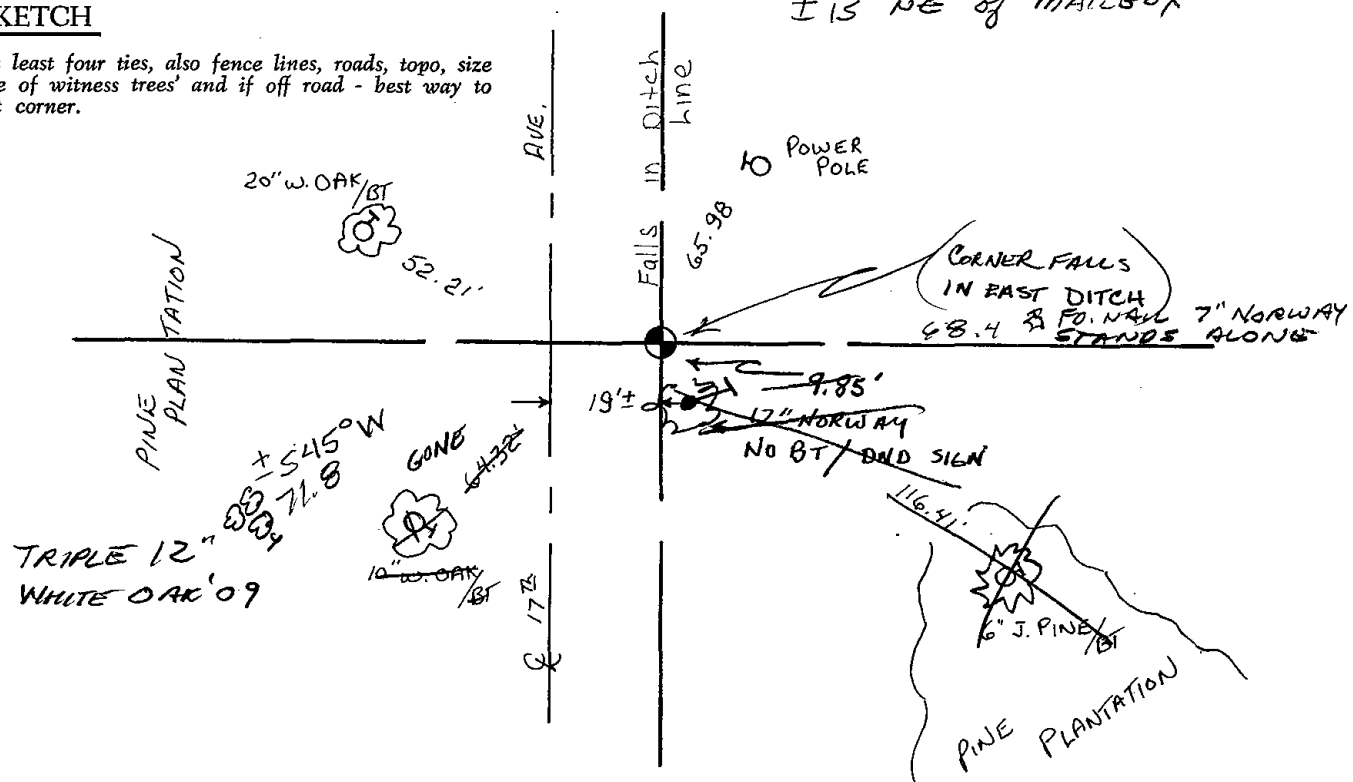 KETCH
± 15' NE of MAILBOX
least four ties, also fence lines, roads, topo, size
e of witness trees' and if off road - best way to
corner.
AVE.
Falls in Ditch
Line
POWER
POLE
20" W. OAK/BT
52.21'
65.98
PINE
PLANTATION
CORNER FALLS
IN EAST DITCH
68.4 & FO. NAIL 7" NORWAY
STANDS ALONE
19'±
9.85'
17" NORWAY
NO BT/DND SIGN
± S45°W
71.8
GONE
64.32'
TRIPLE 12"
WHITE OAK '09
10" W. OAK/BT
17TH
116.41'
6" J. PINE/BT
PINE PLANTATION